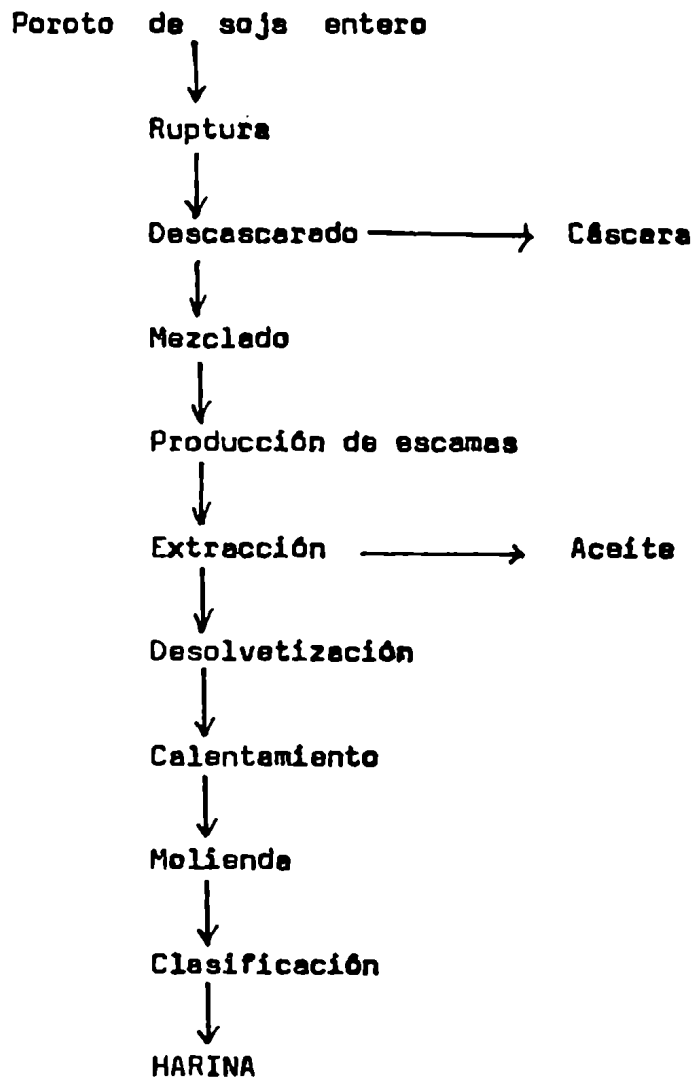 Poroto de soja entero
Ruptura
Descascarado → Cáscara
Mezclado
Producción de escamas
Extracción → Aceite
Desolvetización
Calentamiento
Molienda
Clasificación
HARINA